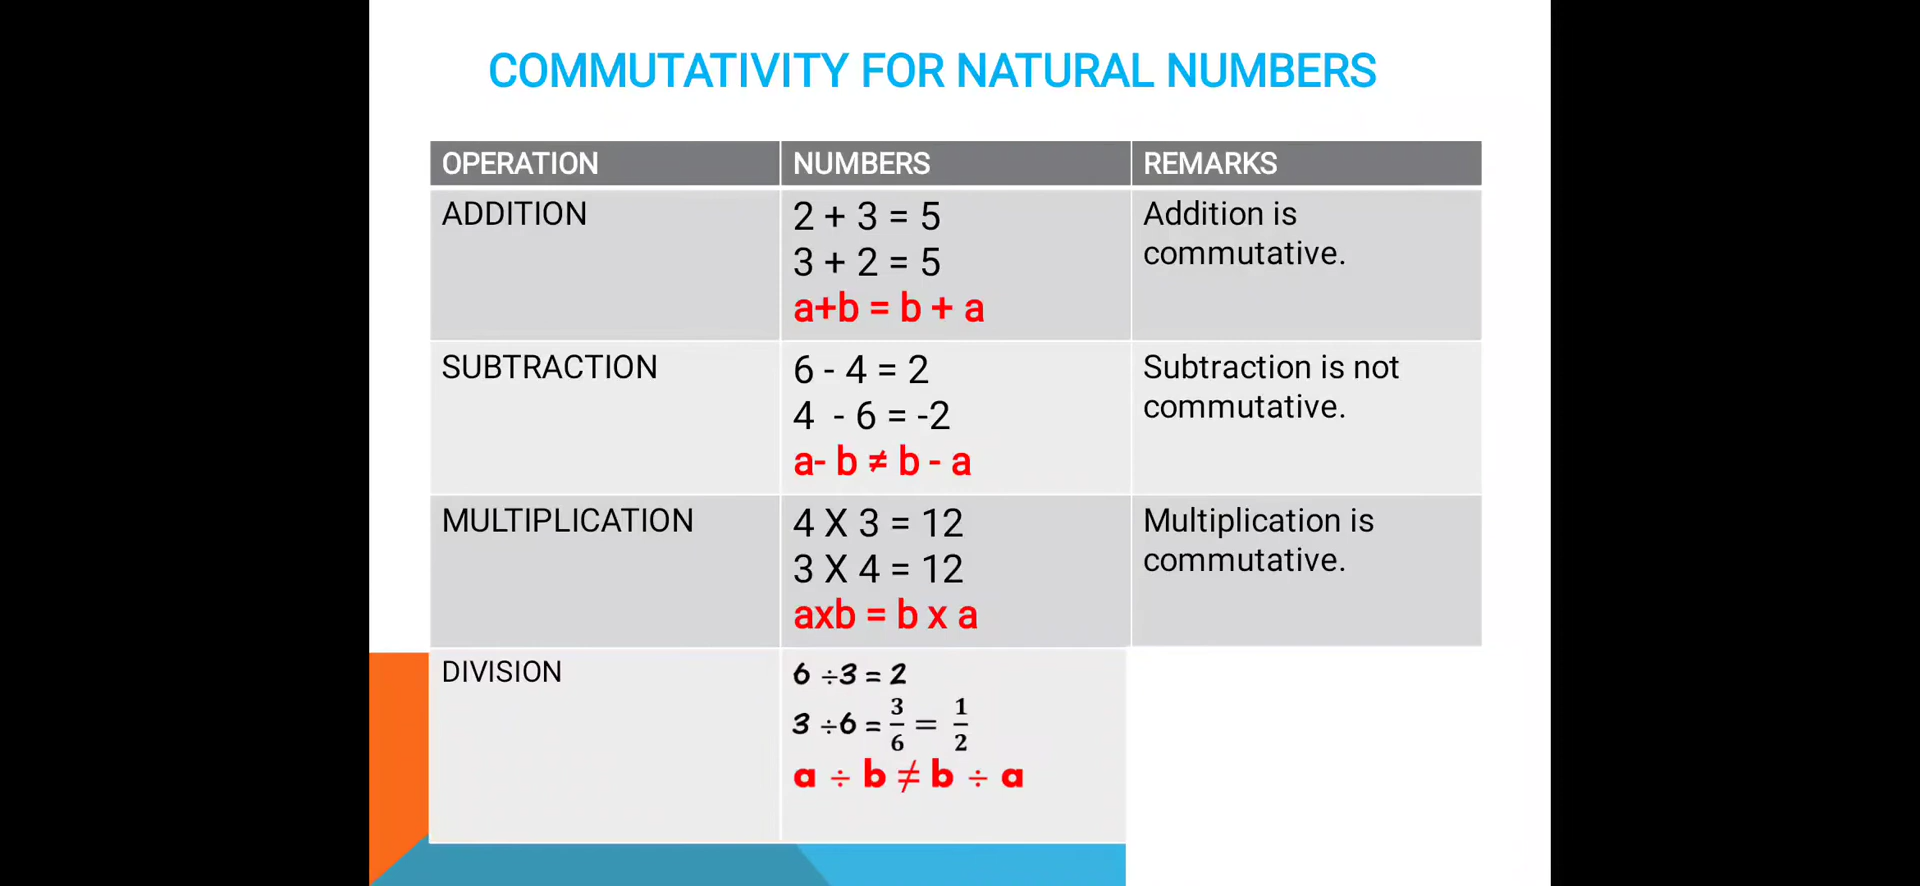 COMMUTATIVITY FOR NATURAL NUMBERS
OPERATION NUMBERS REMARKS
ADDITION
2 + 3 = 5
3 + 2 = 5
a+b = b + a
Addition is
commutative.
SUBTRACTION
6 - 4 = 2
4 - 6 = -2
a- b ≠ b - a
Subtraction is not
commutative.
MULTIPLICATION
4 X 3 = 12
3 X 4 = 12
axb = b x a
Multiplication is
commutative.
DIVISION
6 ÷3 = 2
3 ÷6 = 3/6 = 1/2
a ÷ b ≠ b ÷ a